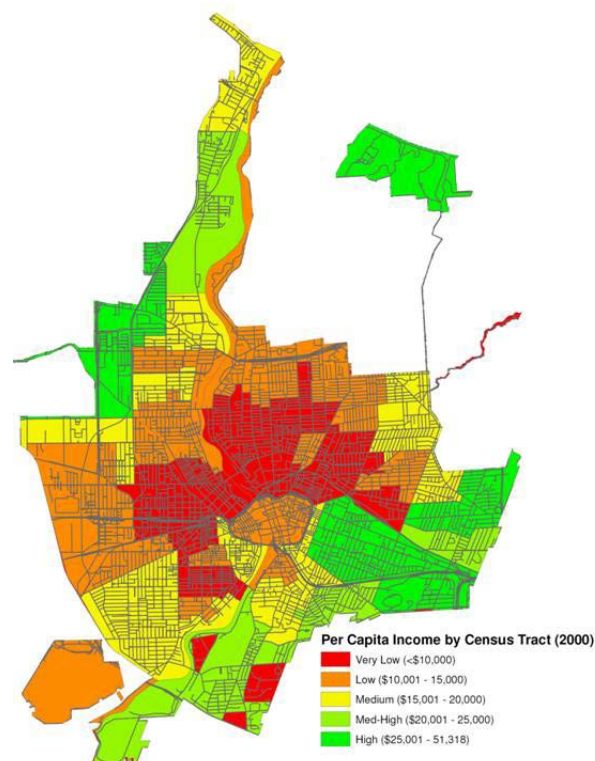 Per Capita Income by Census Tract (2000)
Very Low (<$10,000)
Low ($10,001 - 15,000)
Medium ($15,001 - 20,000)
Med-High ($20,001 - 25,000)
High ($25,001 - 51,318)